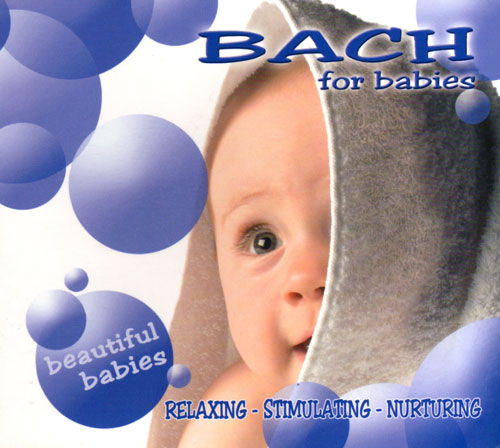 BACH
for babies
beautiful
babies
RELAXING - STIMULATING - NURTURING